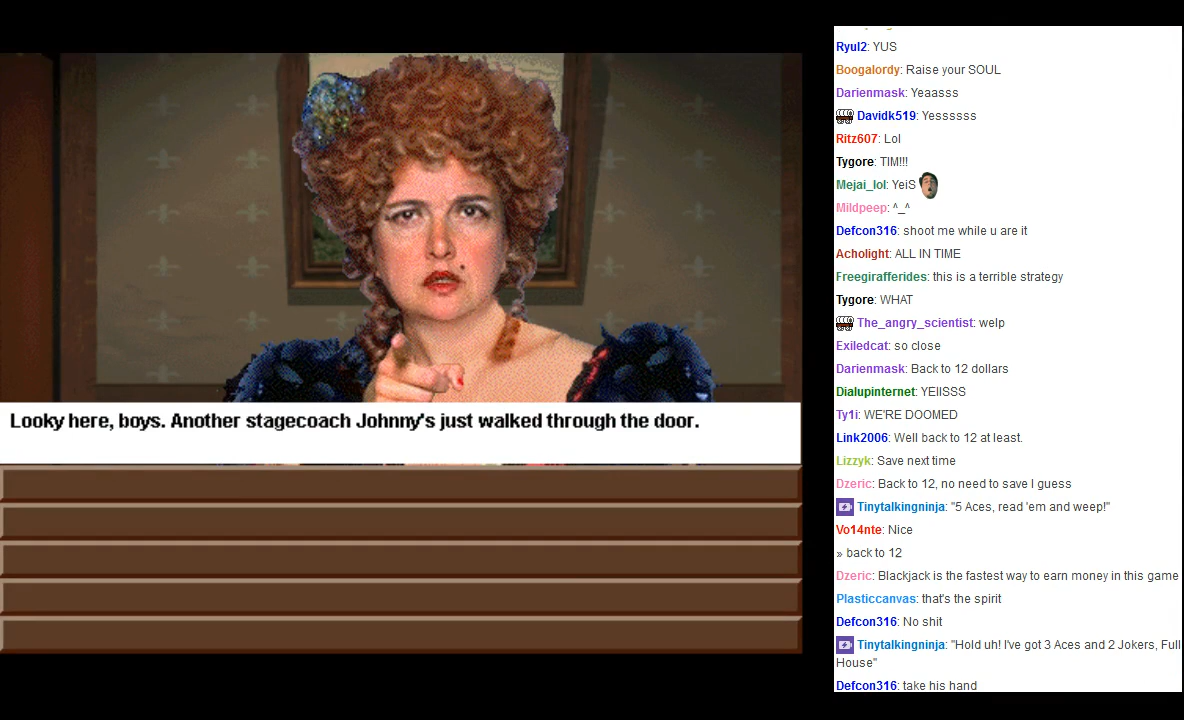 Looky here, boys. Another stagecoach Johnny's just walked through the door.
Ryul2: YUS
Boogalordy: Raise your SOUL
Darienmask: Yeaasss
Davidk519: Yessssss
Ritz607: Lol
Tygore: TIM!!!
Mejai_lol: YeiS
Mildpeep: ^_^
Defcon316: shoot me while u are it
Acholight: ALL IN TIME
Freegirafferides: this is a terrible strategy
Tygore: WHAT
The_angry_scientist: welp
Exiledcat: so close
Darienmask: Back to 12 dollars
Dialupinternet: YEIISSS
Ty1i: WE'RE DOOMED
Link2006: Well back to 12 at least.
Lizzyk: Save next time
Dzeric: Back to 12, no need to save I guess
Tinytalkingninja: "5 Aces, read 'em and weep!"
Vo14nte: Nice
» back to 12
Dzeric: Blackjack is the fastest way to earn money in this game
Plasticcanvas: that's the spirit
Defcon316: No shit
Tinytalkingninja: "Hold uh! I've got 3 Aces and 2 Jokers, Full
House"
Defcon316: take his hand